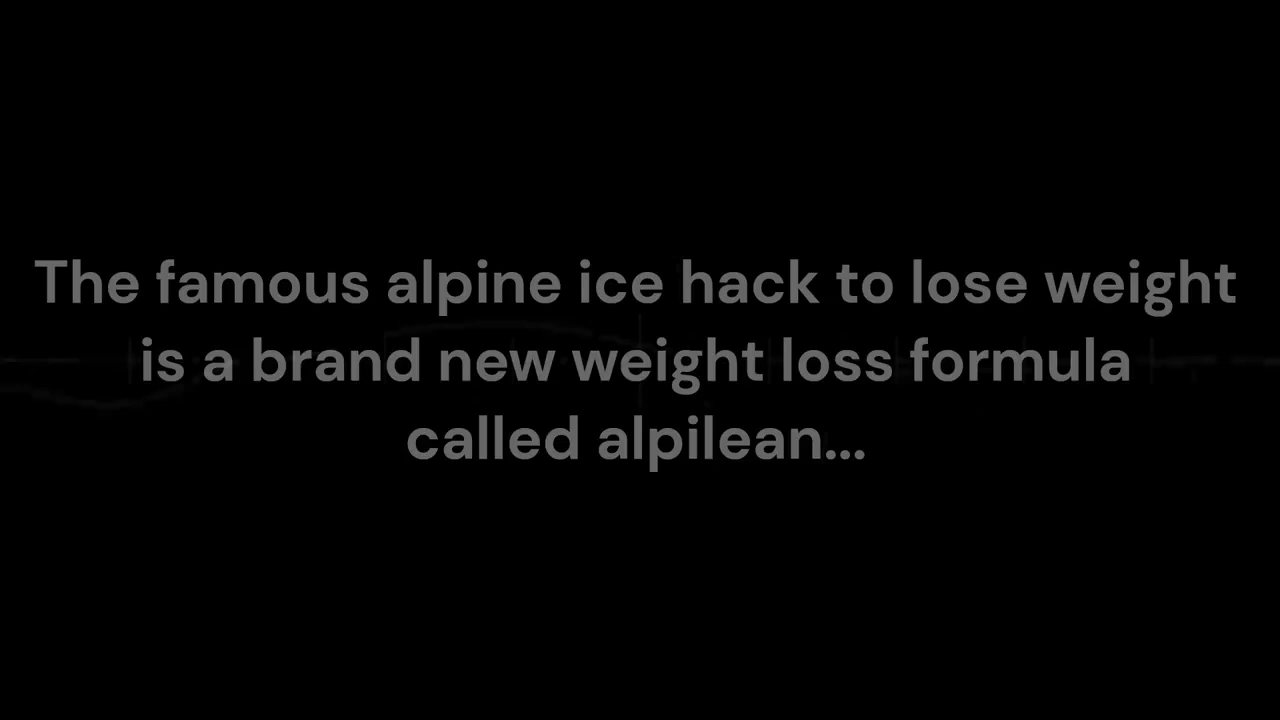 The famous alpine ice hack to lose weight
is a brand new weight loss formula
called alpilean...